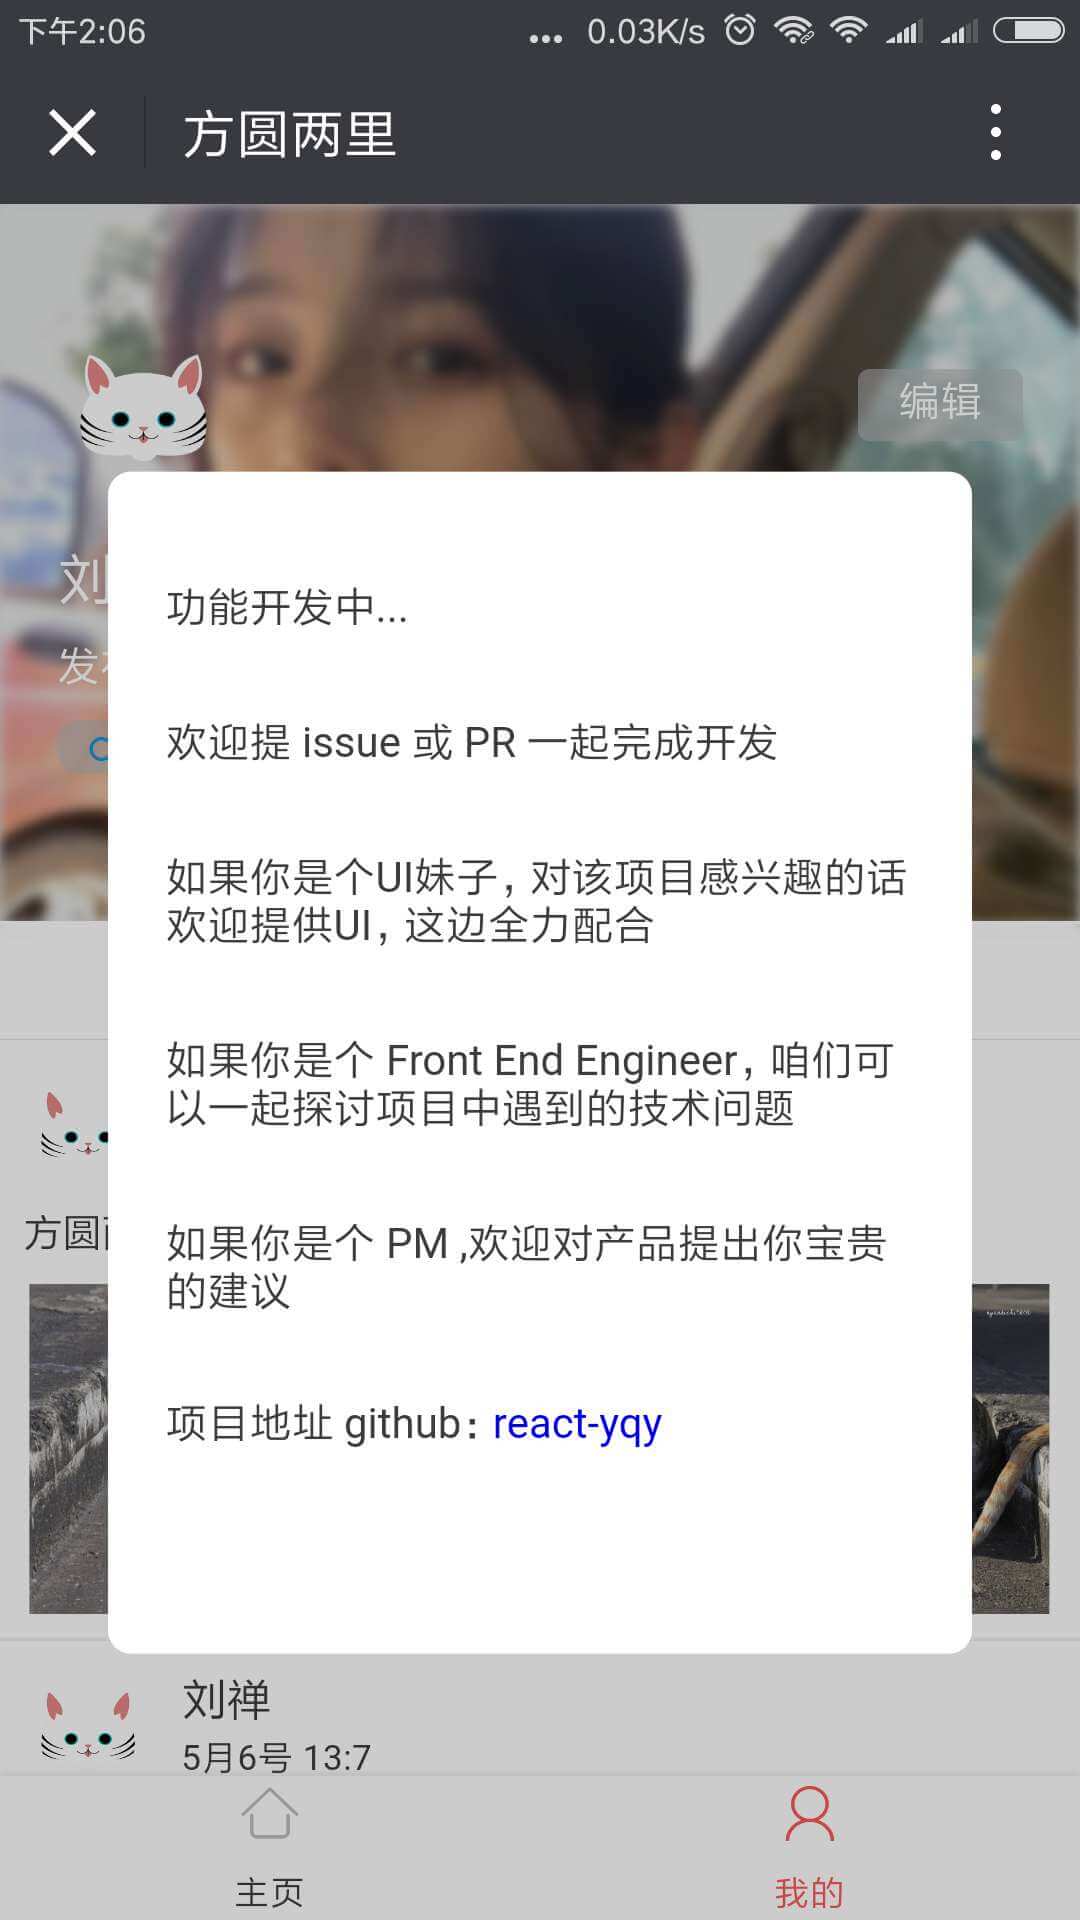 下午2:06
... 0.03K/s
方圆两里
编辑
刘
功能开发中...
欢迎提 issue 或 PR 一起完成开发
如果你是个UI妹子，对该项目感兴趣的话
欢迎提供UI，这边全力配合
如果你是个 Front End Engineer，咱们可
以一起探讨项目中遇到的技术问题
如果你是个 PM ,欢迎对产品提出你宝贵
的建议
项目地址 github：react-yqy
发
方圆
刘禅
5月6号 13:7
主页
我的